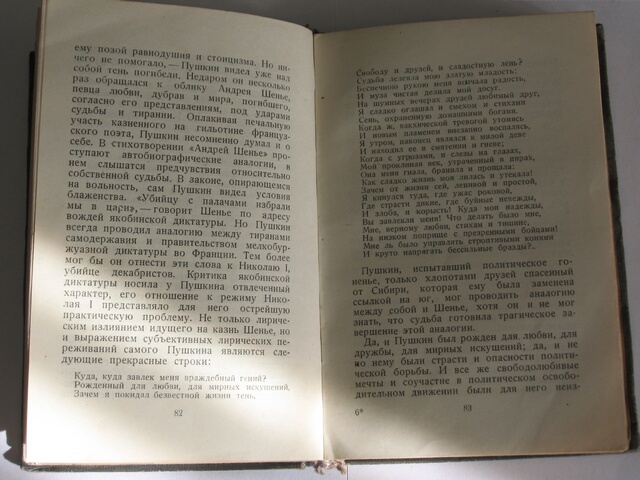 ему позой равнодушия и стоицизма. Но ни-
чего не помогало,— Пушкин видел уже над
собой тень погибели. Недаром он несколько
раз обращался к облику Андрея Шенье,
певца любви, дубрав и мира, погибшего,
согласно его представлениям, под ударами
судьбы и тирании. Оплакивая печальную
участь казненного на гильотине француз-
ского поэта, Пушкин несомненно думал и о
себе. В стихотворении «Андрей Шенье» про-
ступают автобиографические аналогии, в
нем слышатся предчувствия относительно
собственной судьбы. В законе, опирающемся
на вольность, сам Пушкин видел условия
блаженства. «Убийцу с палачами избрали
мы в цари»,— говорит Шенье по адресу
вождей якобинской диктатуры. Но Пушкин
всегда проводил аналогию между тиранами
самодержавия и правительством мелкобур-
жуазной диктатуры во Франции. Тем более
мог бы он отнести эти слова к Николаю I,
убийце декабристов. Критика якобинской
диктатуры носила у Пушкина отвлеченный
характер, его отношение к режиму Нико-
лая I представляло для него острейшую
практическую проблему. Не только лириче-
ским излиянием идущего на казнь Шенье, но
и выражением субъективных лирических пе-
реживаний самого Пушкина являются сле-
дующие прекрасные строки:
Куда, куда завлек меня враждебный гений?
Рожденный для любви, для мирных искушений,
Зачем я покидал безвестной жизни тень,
82
Свободу и друзей, и сладостную лень?
Судьба лелеяла мою златую младость;
Беспечною рукою меня венчала радость,
И муза чистая делила мой досуг.
На шумных вечерах друзей любимый друг,
Я сладко оглашал и смехом и стихами
Сень, охраненную домашними богами.
Когда ж, вакхической тревогой утомясь
И новым пламенем внезапно воспалясь,
Я утром, наконец являлся к милой деве
И находил ее в смятении и гневе;
Когда с угрозами, и слезы на глазах,
Мой проклиная век, утраченный в пирах,
Она меня гнала, бранила и прощала:
Как сладко жизнь моя лилась и утекала!
Зачем от жизни сей, ленивой и простой,
Я кинулся туда, где ужас роковой,
Где страсти дикие, где буйные невежды,
И злоба, и корысть! Куда мои надежды,
Вы завлекли меня! Что делать было мне,
Мне, верному любви, стихам и тишине,
На низком поприще с презренными бойцами!
Мне ль было управлять строптивыми конями
И круто напрягать бессильные бразды?..
Пушкин, испытавший политическое го-
ненье, только хлопотами друзей спасенный
от Сибири, которая ему была заменена
ссылкой на юг, мог проводить аналогию
между собой и Шенье, хотя он и не мог
знать, что судьба готовила трагическое за-
вершение этой аналогии.
Да, и Пушкин был рожден для любви, для
дружбы, для мирных искушений; да, и не
по нему были страсти и опасности полити-
ческой борьбы. И все же свободолюбивые
мечты и соучастие в политическом освобо-
дительном движении были для него нена-
6*
83